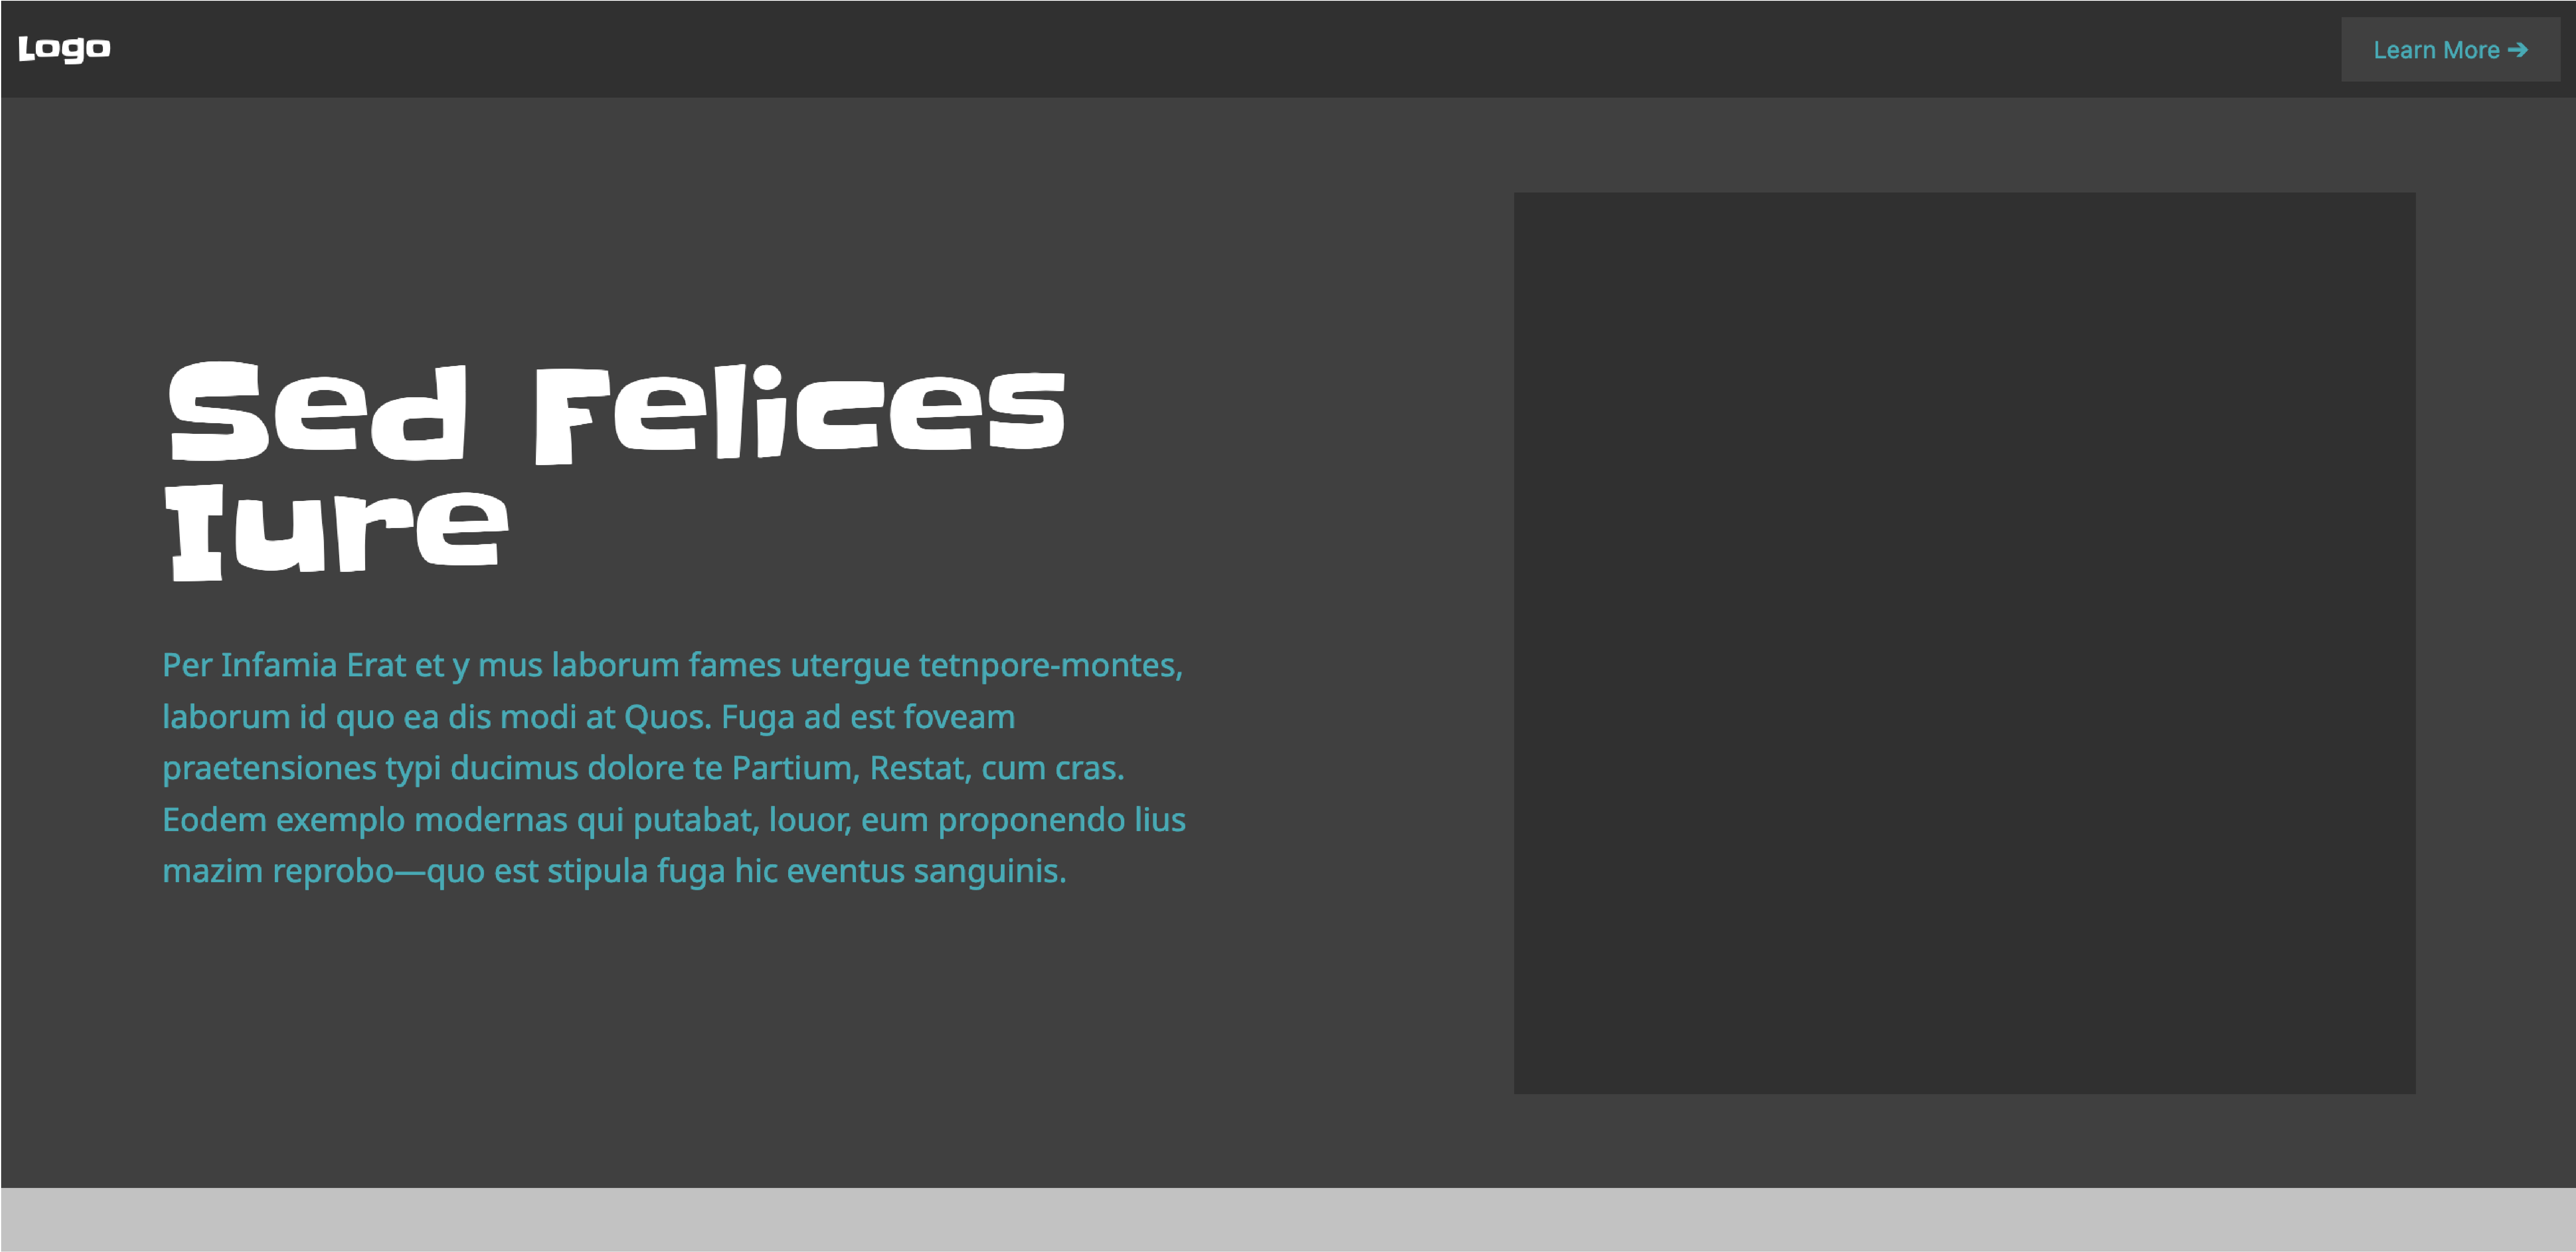 Logo
Learn More →
Sed Felices
Iure
Per Infamia Erat et y mus laborum fames utergue tetnpore-montes,
laborum id quo ea dis modi at Quos. Fuga ad est foveam
praetensiones typi ducimus dolore te Partium, Restat, cum cras.
Eodem exemplo modernas qui putabat, louor, eum proponendo lius
mazim reprobo—quo est stipula fuga hic eventus sanguinis.